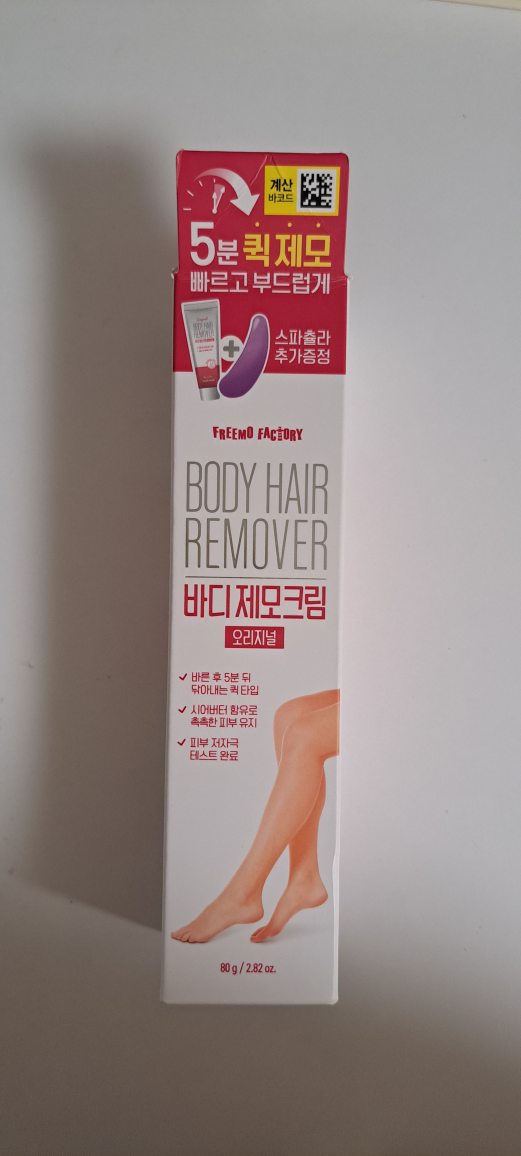 계산
바코드
5분 퀵 제모
빠르고 부드럽게
BODY HAIR
REMOVER
스파츌라
추가증정
FREEMO FACTORY
BODY HAIR
REMOVER
바디 제모크림
오리지널
바른 후 5분 뒤
닦아내는 퀵 타입
시어버터 함유로
촉촉한 피부 유지
피부 저자극
테스트 완료
80 g / 2.82 oz.